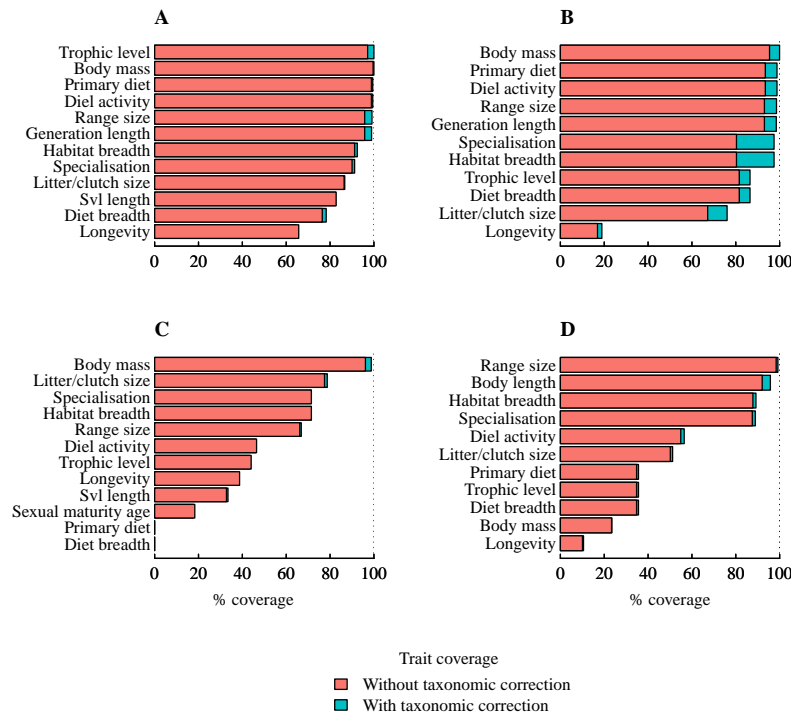 A
Trophic level
Body mass
Primary diet
Diel activity
Range size
Generation length
Habitat breadth
Specialisation
Litter/clutch size
Svl length
Diet breadth
Longevity
0 20 40 60 80 100
B
Body mass
Primary diet
Diel activity
Range size
Generation length
Specialisation
Habitat breadth
Trophic level
Diet breadth
Litter/clutch size
Longevity
0 20 40 60 80 100
C
Body mass
Litter/clutch size
Specialisation
Habitat breadth
Range size
Diel activity
Trophic level
Longevity
Svl length
Sexual maturity age
Primary diet
Diet breadth
0 20 40 60 80 100
% coverage
D
Range size
Body length
Habitat breadth
Specialisation
Diel activity
Litter/clutch size
Primary diet
Trophic level
Diet breadth
Body mass
Longevity
0 20 40 60 80 100
% coverage
Trait coverage
Without taxonomic correction
With taxonomic correction